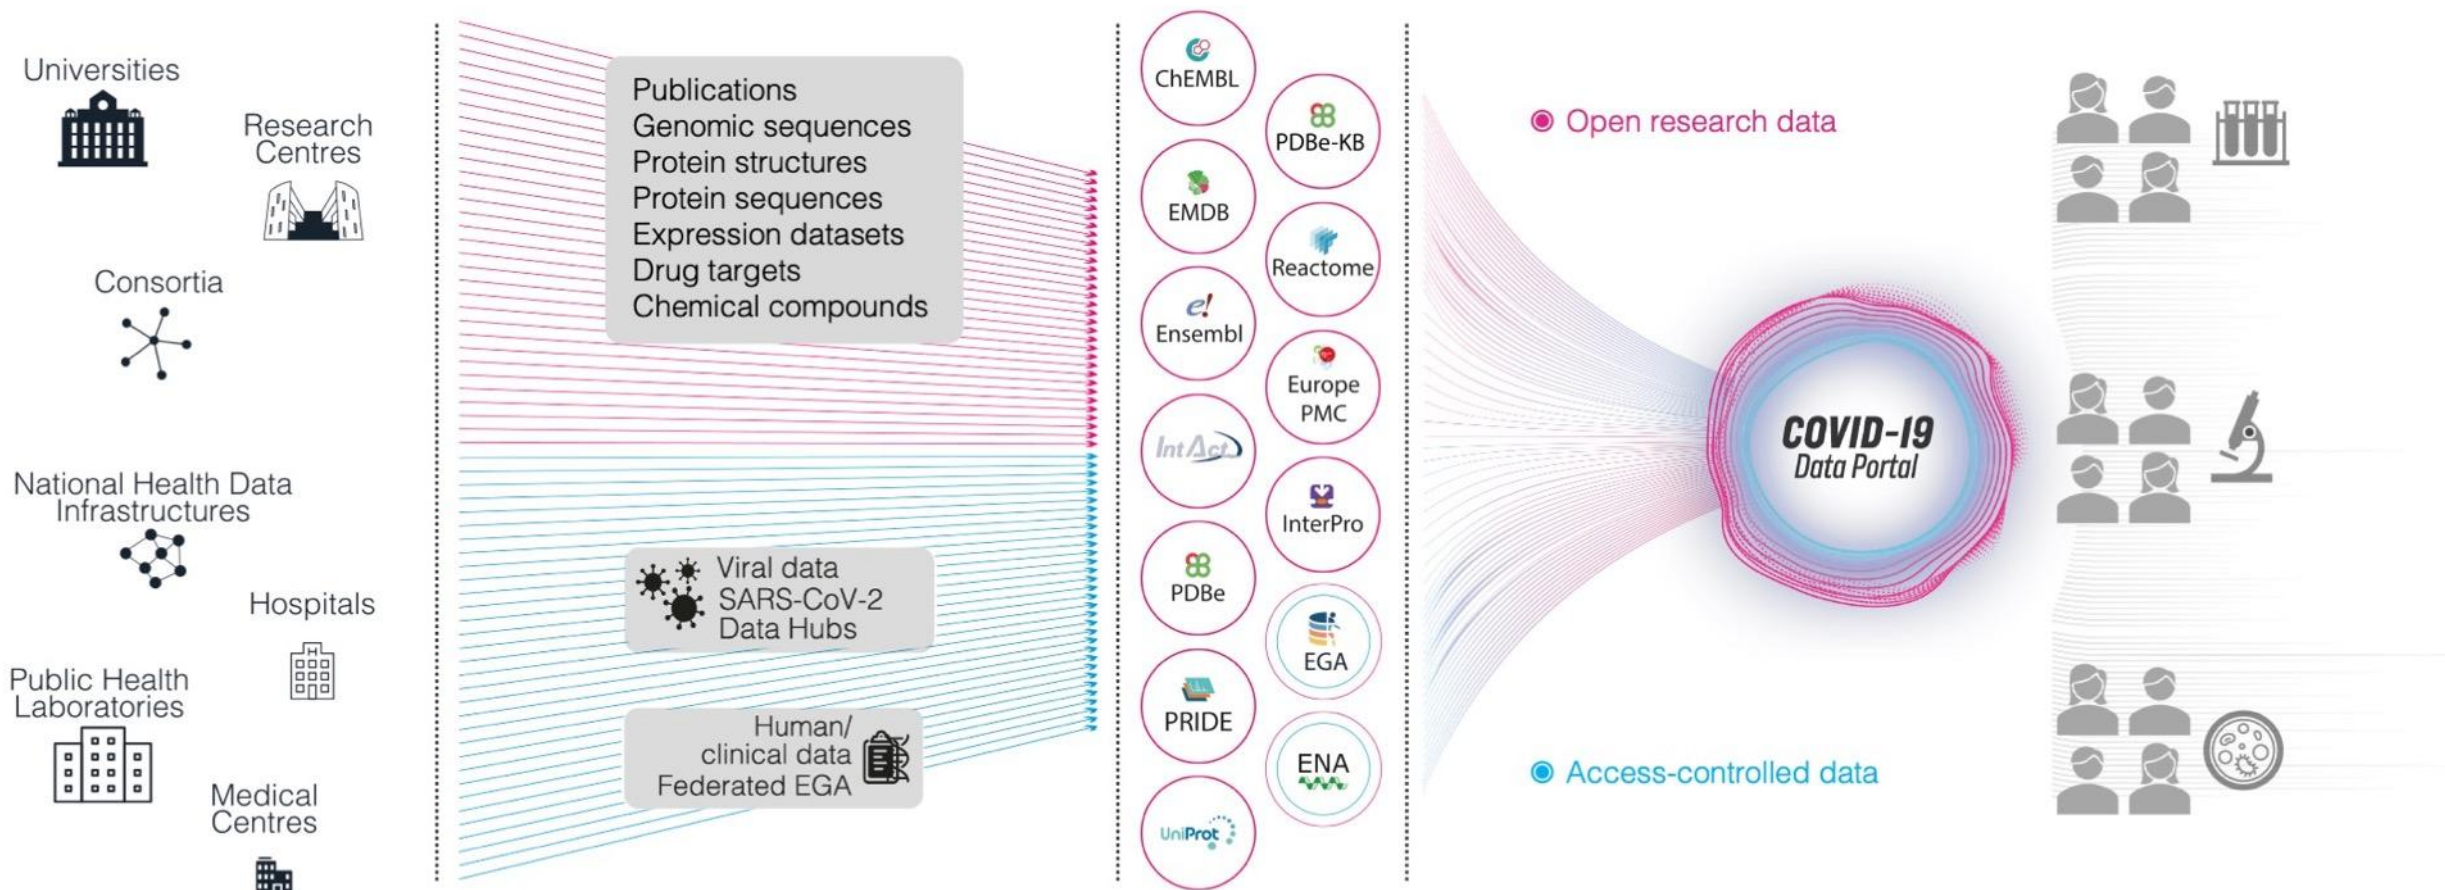 Universities
Research
Centres
Consortia
National Health Data
Infrastructures
Hospitals
Public Health
Laboratories
Medical
Centres
Publications
Genomic sequences
Protein structures
Protein sequences
Expression datasets
Drug targets
Chemical compounds
Viral data
SARS-CoV-2
Data Hubs
Human/
clinical data
Federated EGA
ChEMBL
PDBe-KB
EMDB
Reactome
e!
Ensembl
Europe
PMC
IntAct
InterPro
PDBe
EGA
PRIDE
ENA
UniProt
Open research data
COVID-19
Data Portal
Access-controlled data